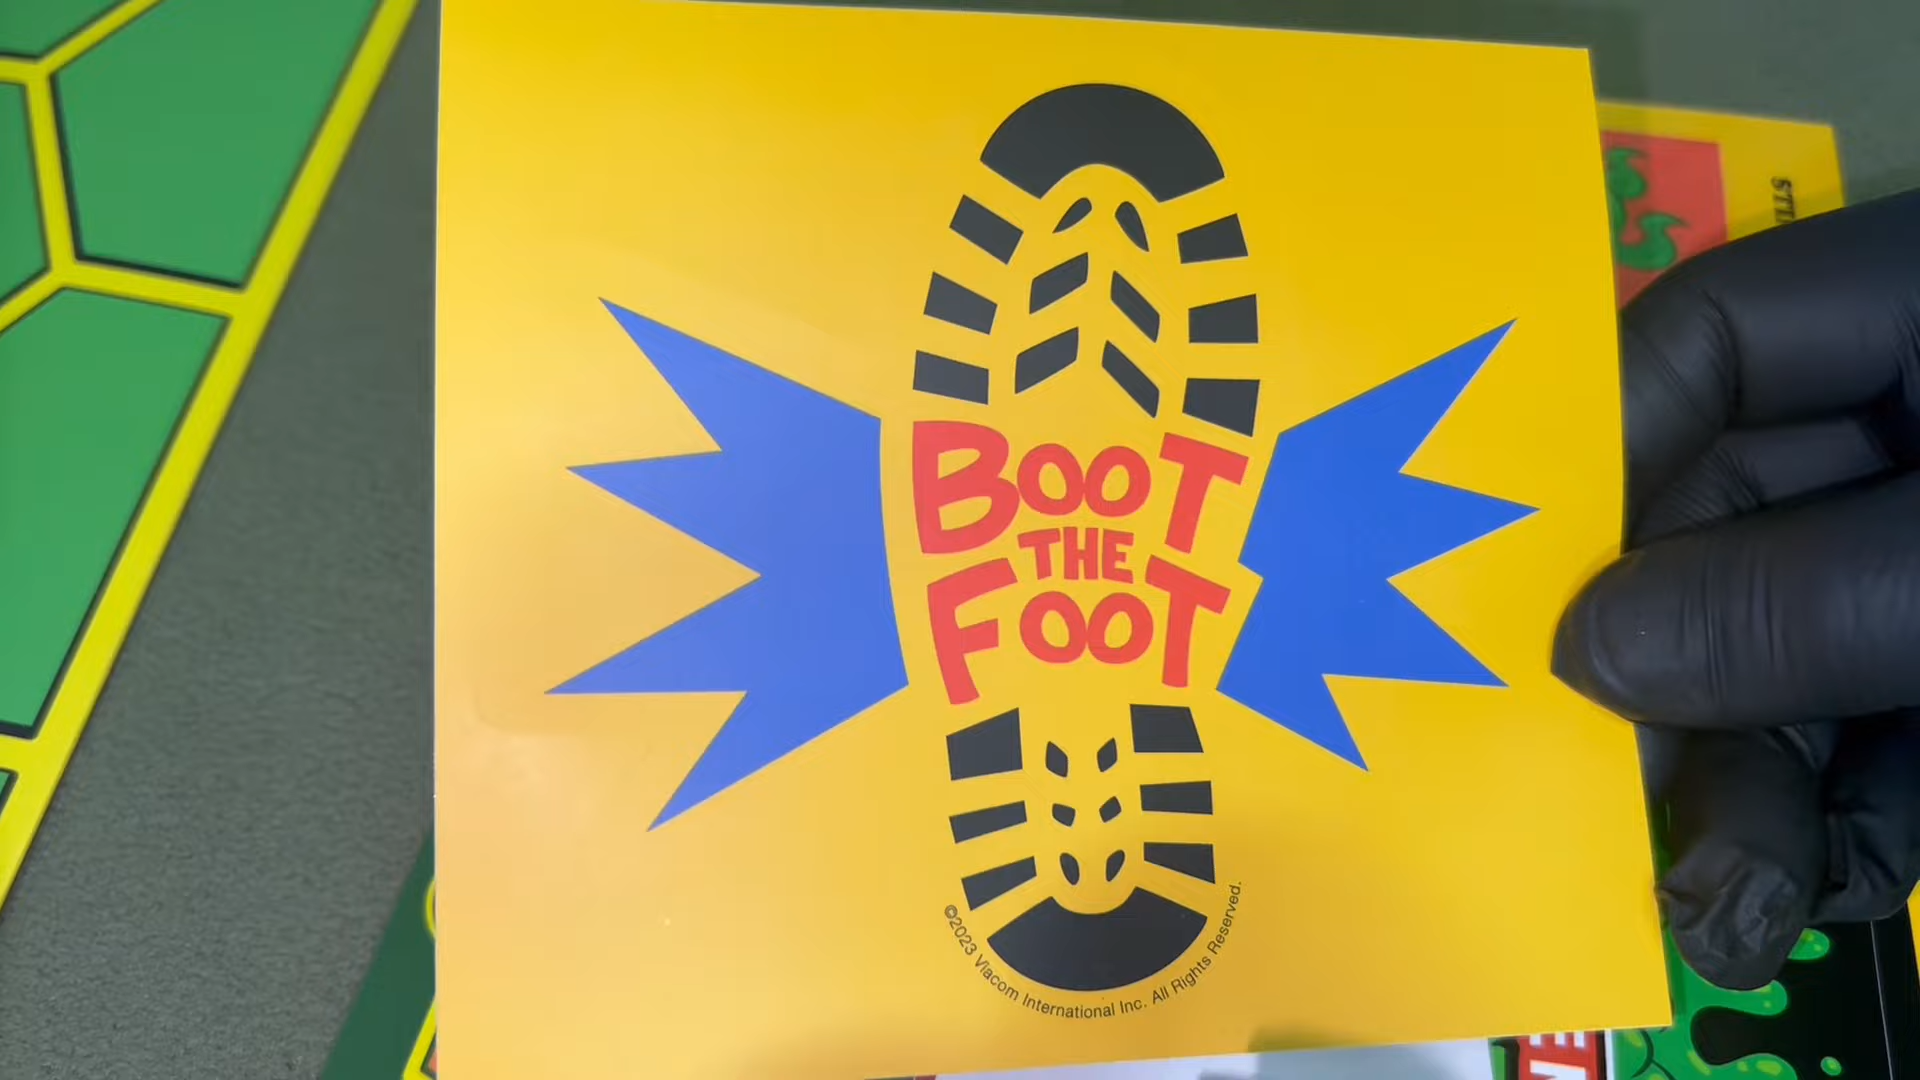 BOOT
THE
FOOT
©2023 Viacom International Inc. All Rights Reserved.